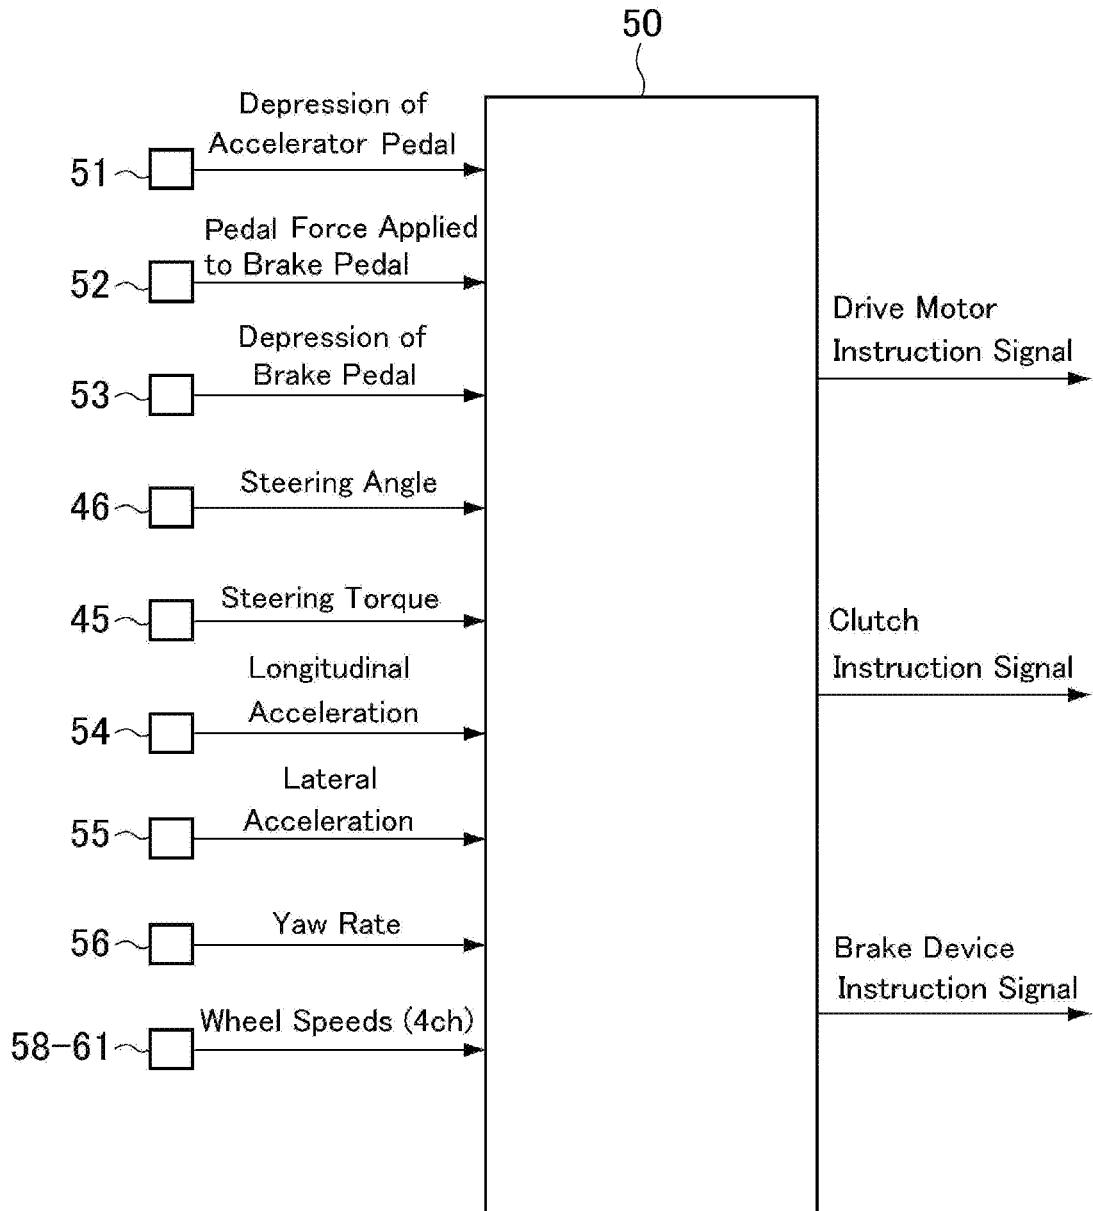 50
Depression of
Accelerator Pedal
51
Pedal Force Applied
to Brake Pedal
52
Depression of
Brake Pedal
53
Steering Angle
46
Steering Torque
45
Longitudinal
Acceleration
54
Lateral
Acceleration
55
Yaw Rate
56
Wheel Speeds (4ch)
58-61
Drive Motor
Instruction Signal
Clutch
Instruction Signal
Brake Device
Instruction Signal